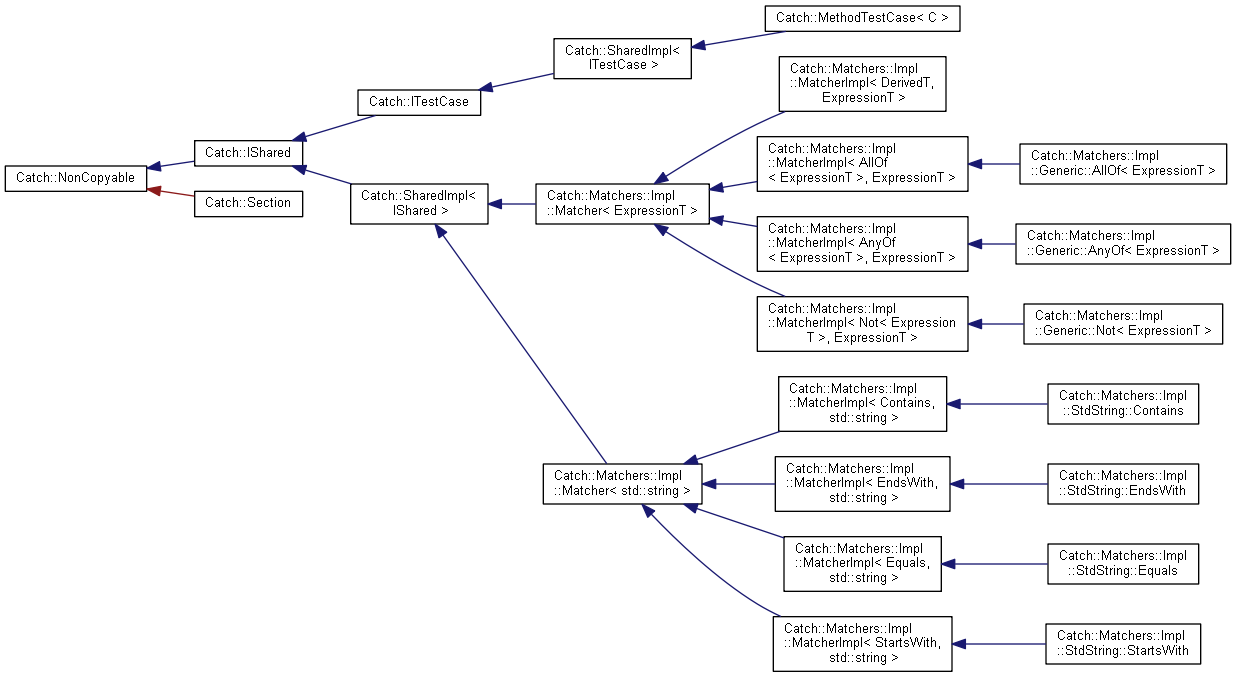 Catch::MethodTestCase< C >
Catch::SharedImpl<
ITestCase >
Catch::Matchers::Impl
::MatcherImpl< DerivedT,
ExpressionT >
Catch::ITestCase
Catch::IShared
Catch::NonCopyable
Catch::Section
Catch::SharedImpl<
IShared >
Catch::Matchers::Impl
::Matcher< ExpressionT >
Catch::Matchers::Impl
::MatcherImpl< AllOf
< ExpressionT >, ExpressionT >
Catch::Matchers::Impl
::Generic::AllOf< ExpressionT >
Catch::Matchers::Impl
::MatcherImpl< AnyOf
< ExpressionT >, ExpressionT >
Catch::Matchers::Impl
::Generic::AnyOf< ExpressionT >
Catch::Matchers::Impl
::MatcherImpl< Not< Expression
T >, ExpressionT >
Catch::Matchers::Impl
::Generic::Not< ExpressionT >
Catch::Matchers::Impl
::MatcherImpl< Contains,
std::string >
Catch::Matchers::Impl
::StdString::Contains
Catch::Matchers::Impl
::Matcher< std::string >
Catch::Matchers::Impl
::MatcherImpl< EndsWith,
std::string >
Catch::Matchers::Impl
::StdString::EndsWith
Catch::Matchers::Impl
::MatcherImpl< Equals,
std::string >
Catch::Matchers::Impl
::StdString::Equals
Catch::Matchers::Impl
::MatcherImpl< StartsWith,
std::string >
Catch::Matchers::Impl
::StdString::StartsWith